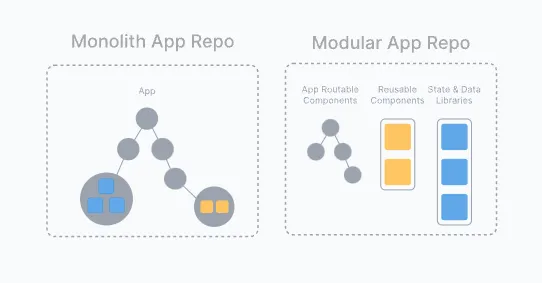 Monolith App Repo
Modular App Repo
App
App Routable
Components
Reusable
Components
State & Data
Libraries